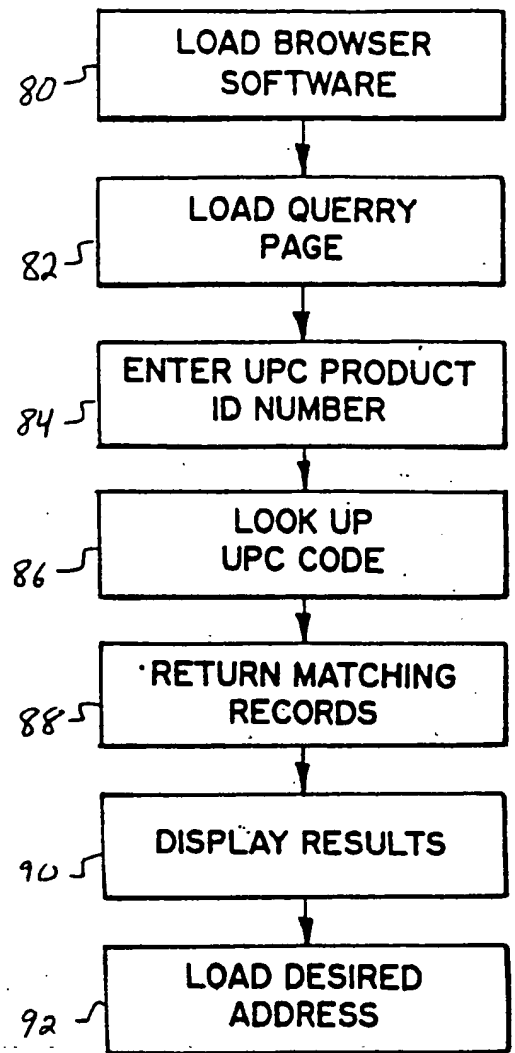 LOAD BROWSER
SOFTWARE
80
LOAD QUERRY
PAGE
82
ENTER UPC PRODUCT
ID NUMBER
84
LOOK UP
UPC CODE
86
RETURN MATCHING
RECORDS
88
DISPLAY RESULTS
90
LOAD DESIRED
ADDRESS
92